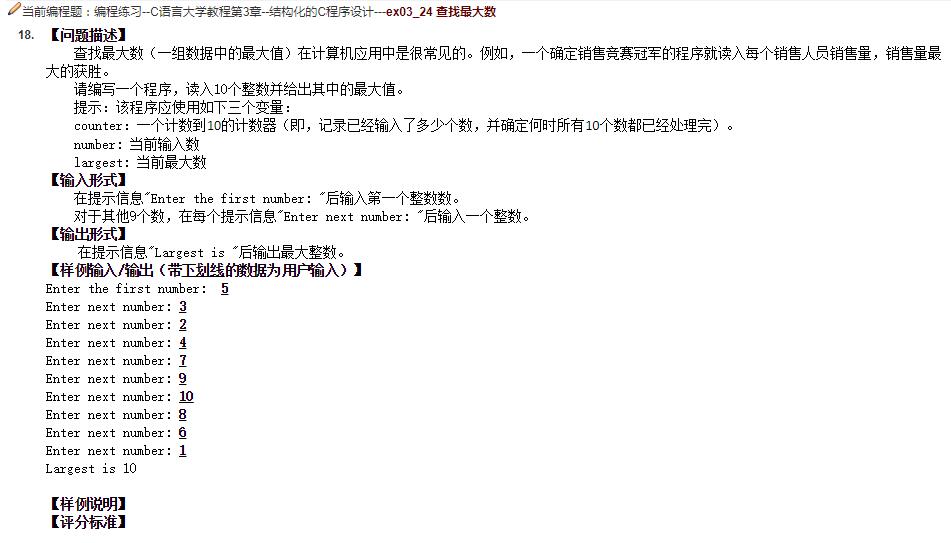 当前编程题：编程练习--C语言大学教程第3章--结构化的C程序设计---ex03_24 查找最大数
18. 【问题描述】
查找最大数（一组数据中的最大值）在计算机应用中是很常见的。例如，一个确定销售竞赛冠军的程序就读入每个销售人员销售量，销售量最
大的获胜。
请编写一个程序，读入10个整数并给出其中的最大值。
提示：该程序应使用如下三个变量：
counter：一个计数到10的计数器（即，记录已经输入了多少个数，并确定何时所有10个数都已经处理完）。
number：当前输入数
largest：当前最大数
【输入形式】
在提示信息"Enter the first number: "后输入第一个整数数。
对于其他9个数，在每个提示信息"Enter next number: "后输入一个整数。
【输出形式】
在提示信息"Largest is "后输出最大整数。
【样例输入/输出（带下划线的数据为用户输入）】
Enter the first number:  5
Enter next number: 3
Enter next number: 2
Enter next number: 4
Enter next number: 7
Enter next number: 9
Enter next number: 10
Enter next number: 8
Enter next number: 6
Enter next number: 1
Largest is 10
【样例说明】
【评分标准】